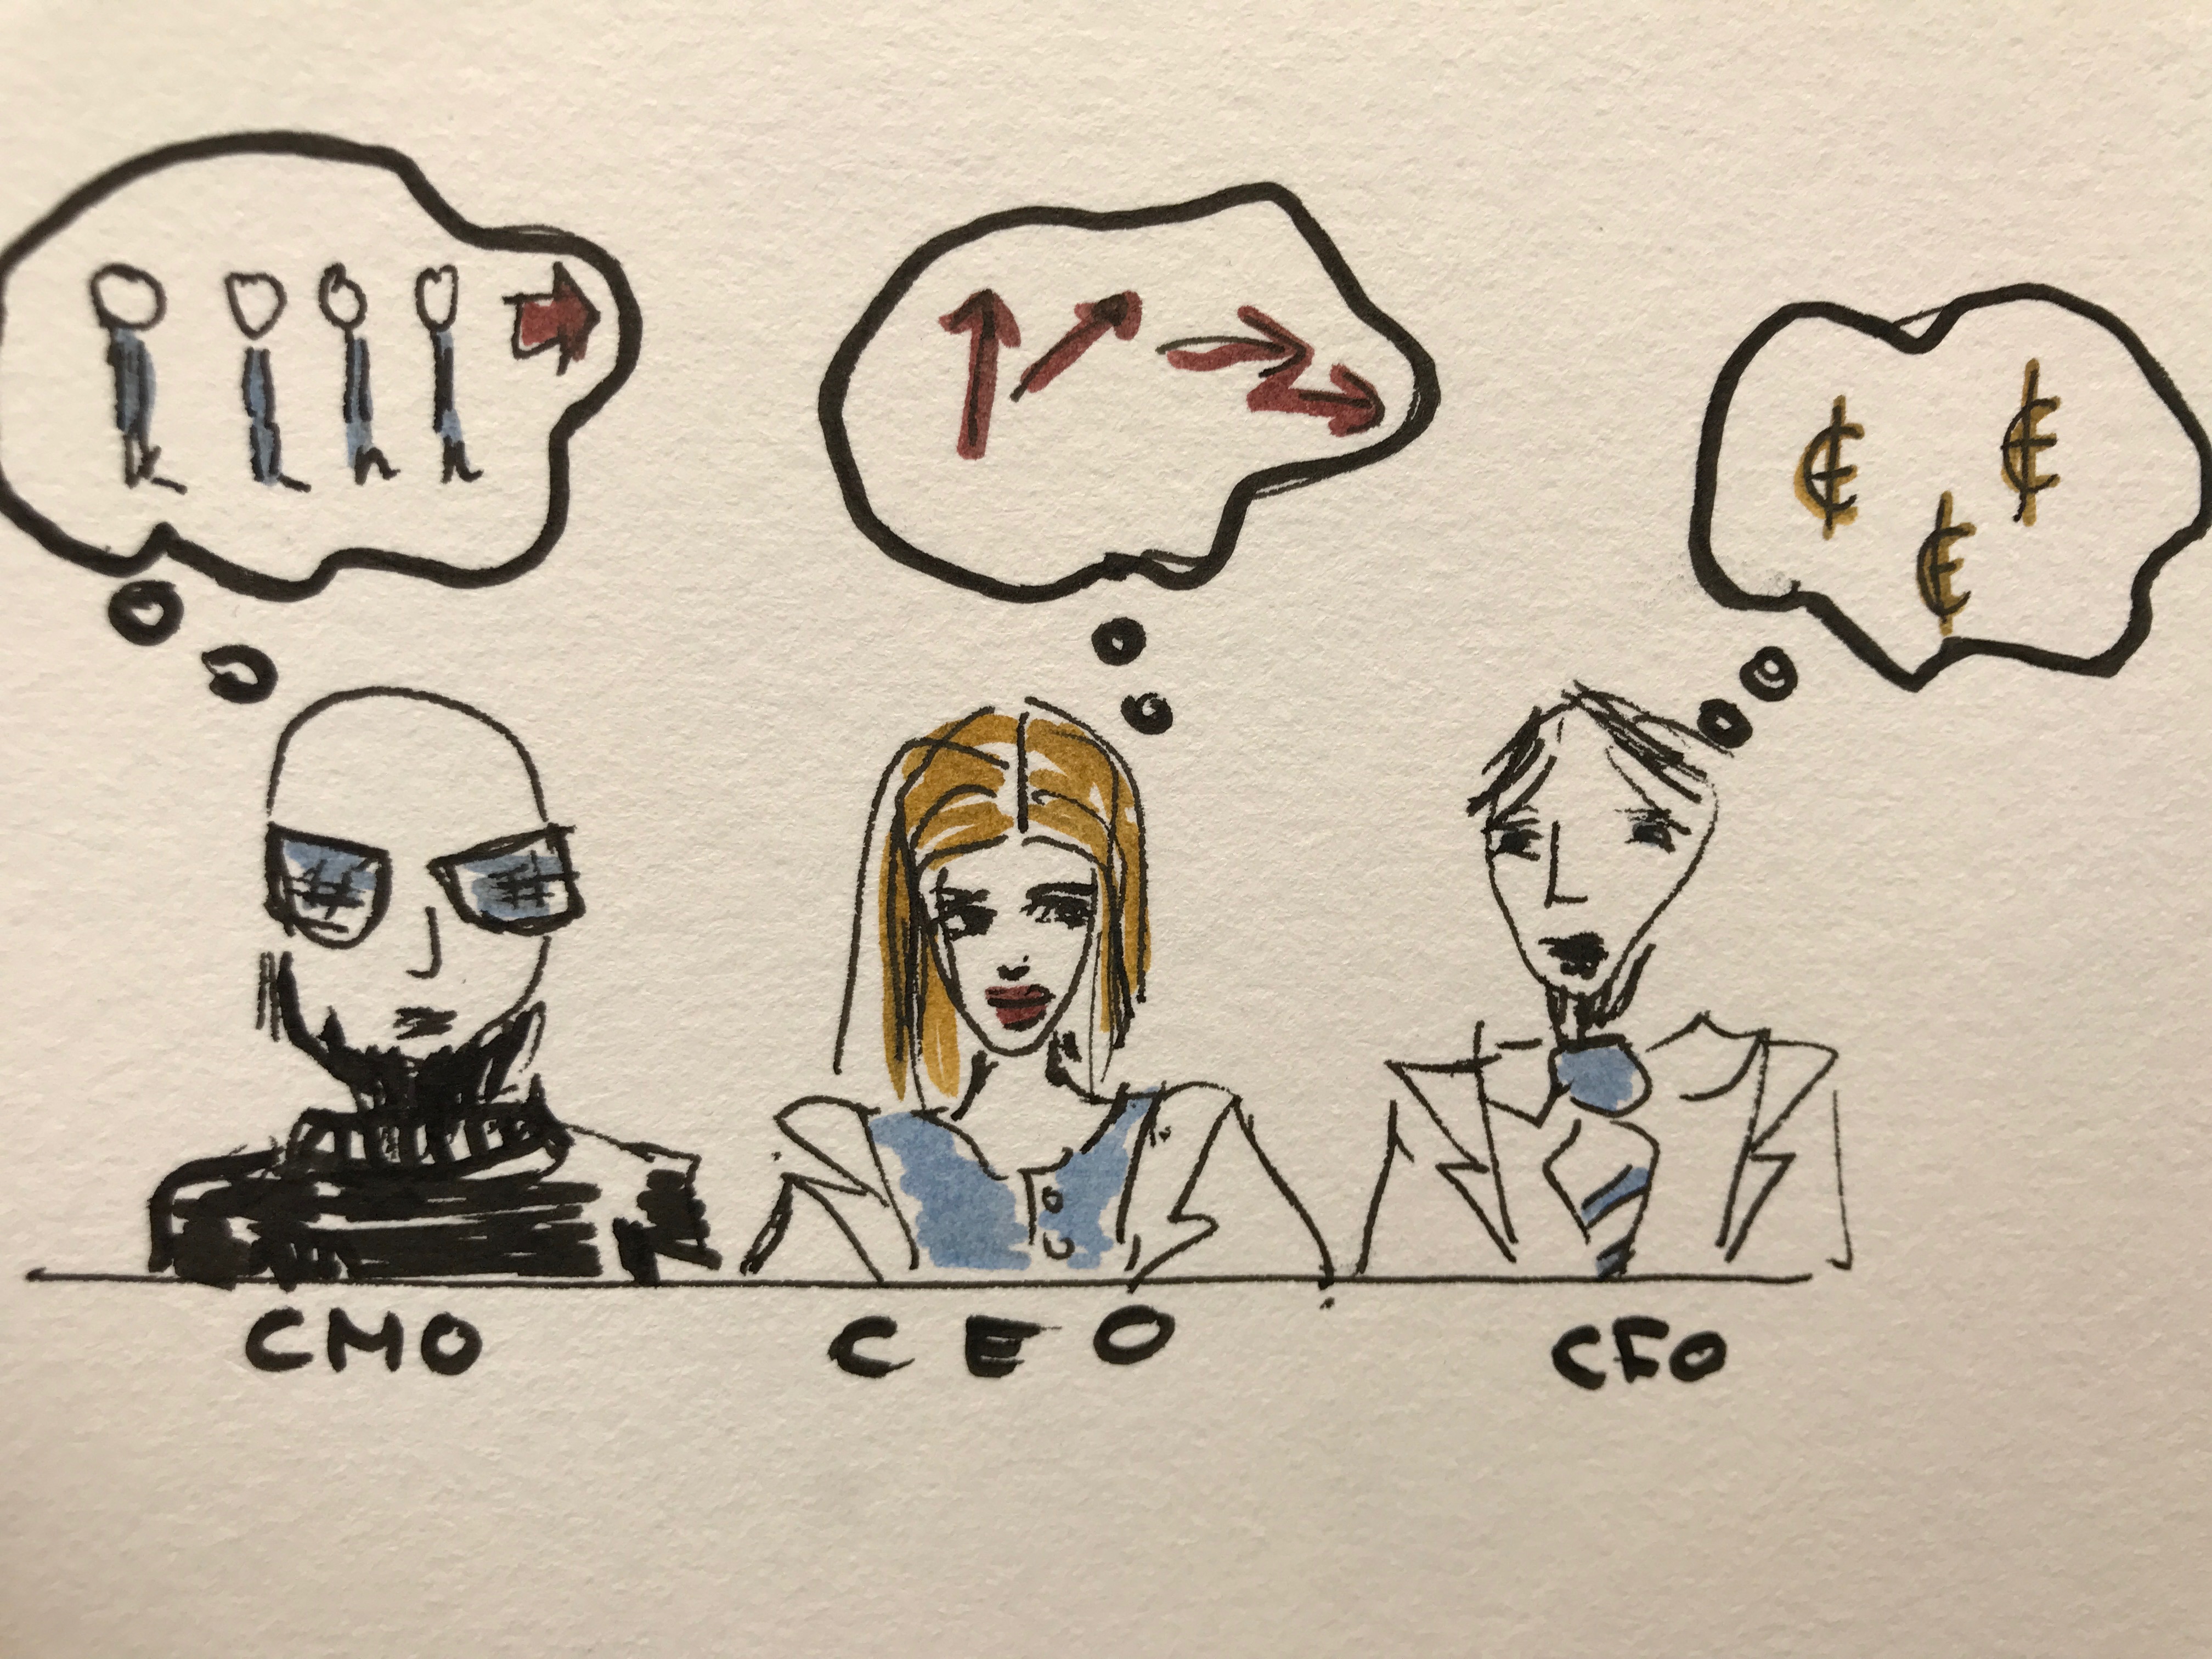 # #
€ € €
CMO CEO CFO